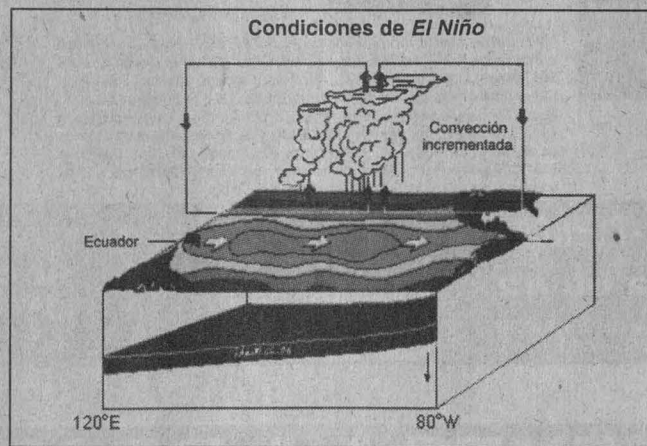 Condiciones de El Niño
Convección
incrementada
Ecuador
120°E
80°W